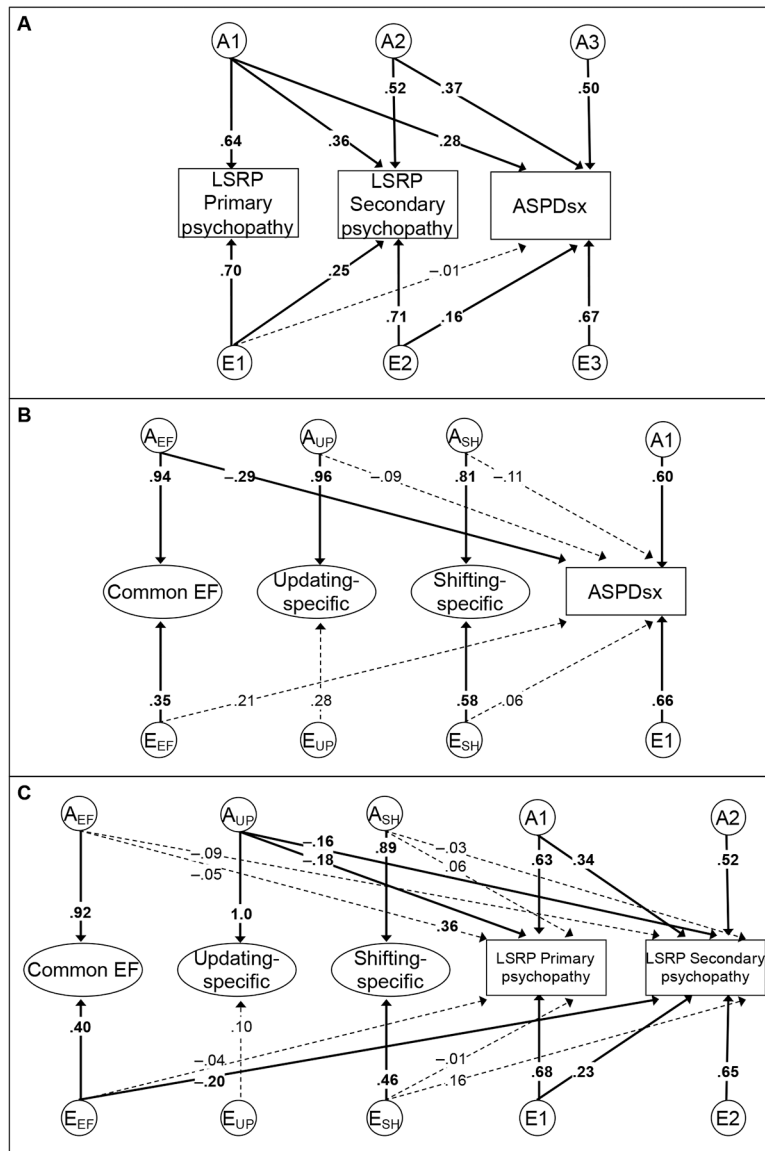 A
A1 A2 A3
.52 .37 .50
.64 .36 .28
LSRP
Primary
psychopathy
LSRP
Secondary
psychopathy
ASPDsx
.70 .25 –.01
.71 .16 .67
E1 E2 E3
B
AEF AUP ASH A1
.94 –.29 .96 –.09 .81 –.11 .60
Common EF
Updating-
specific
Shifting-
specific
ASPDsx
.35 .21 .28 .58 .06 .66
EEF EUP ESH E1
C
AEF AUP ASH A1 A2
–.16 .89 –.03
–.09 –.18 .06 .63 .34 .52
–.05
.92 1.0 .36
Common EF
Updating-
specific
Shifting-
specific
LSRP Primary
psychopathy
LSRP Secondary
psychopathy
.40 .10
–.04 –.01
–.20 .46 .16 .68 .23 .65
EEF EUP ESH E1 E2